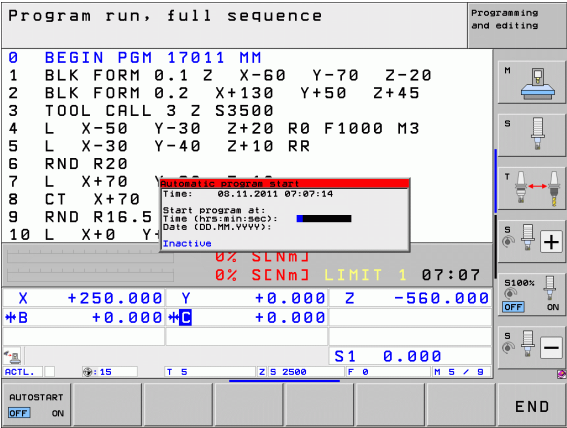 Program run, full sequence
Programming
and editing
0 BEGIN PGM 17011 MM
1 BLK FORM 0.1 Z X-60 Y-70 Z-20
2 BLK FORM 0.2 X+130 Y+50 Z+45
3 TOOL CALL 3 Z S3500
4 L X-50 Y-30 Z+20 R0 F1000 M3
5 L X-30 Y-40 Z+10 RR
6 RND R20
7 L X+70
8 CT X+70
9 RND R16.5
10 L X+0 Y
Automatic program start
Time: 08.11.2011 07:07:14
Start program at:
Time (hrs:min:sec):
Date (DD.MM.YYYY):
Inactive
0% S[Nm]
0% S[Nm] LIMIT 1 07:07
X +250.000 Y +0.000 Z -560.000
B +0.000 C +0.000
S1 0.000
ACTL. :15 T 5 Z S 2500 F 0 M 5 / 9
M
S
T
S
S100%
OFF ON
S
AUTOSTART
OFF ON
END